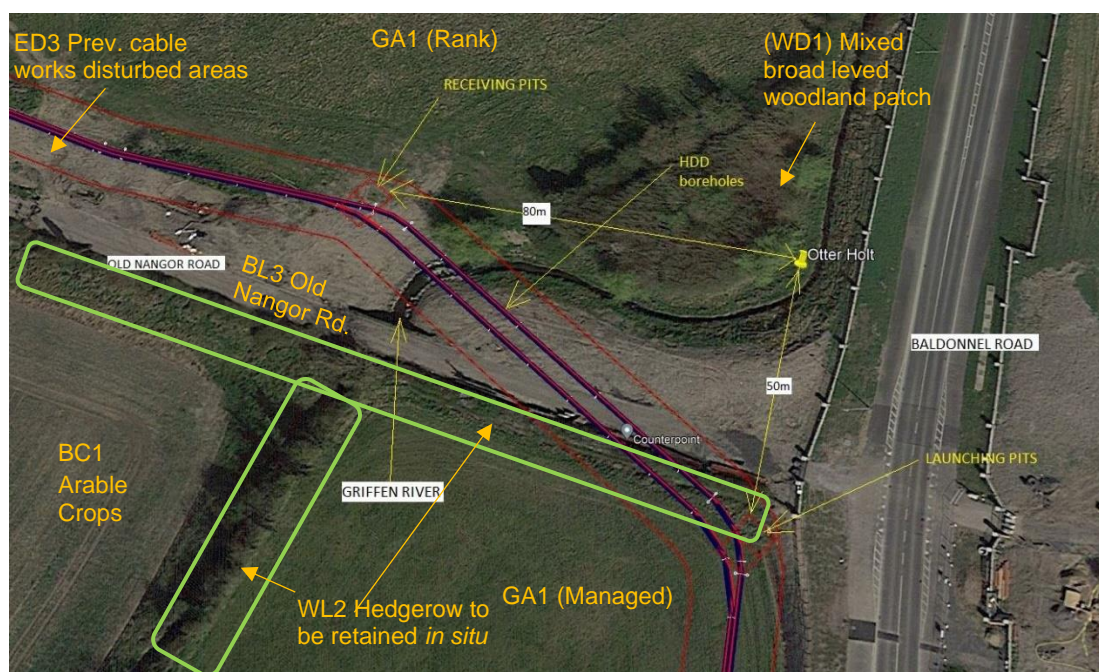 ED3 Prev. cable
works disturbed areas
GA1 (Rank)
(WD1) Mixed
broad leved
woodland patch
RECEIVING PITS
HDD
boreholes
80m
Otter Holt
OLD NANGOR ROAD
BL3 Old
Nangor Rd.
BALDONNEL ROAD
50m
Counterpoint
BC1
Arable
Crops
LAUNCHING PITS
GRIFFEN RIVER
WL2 Hedgerow to
be retained in situ
GA1 (Managed)